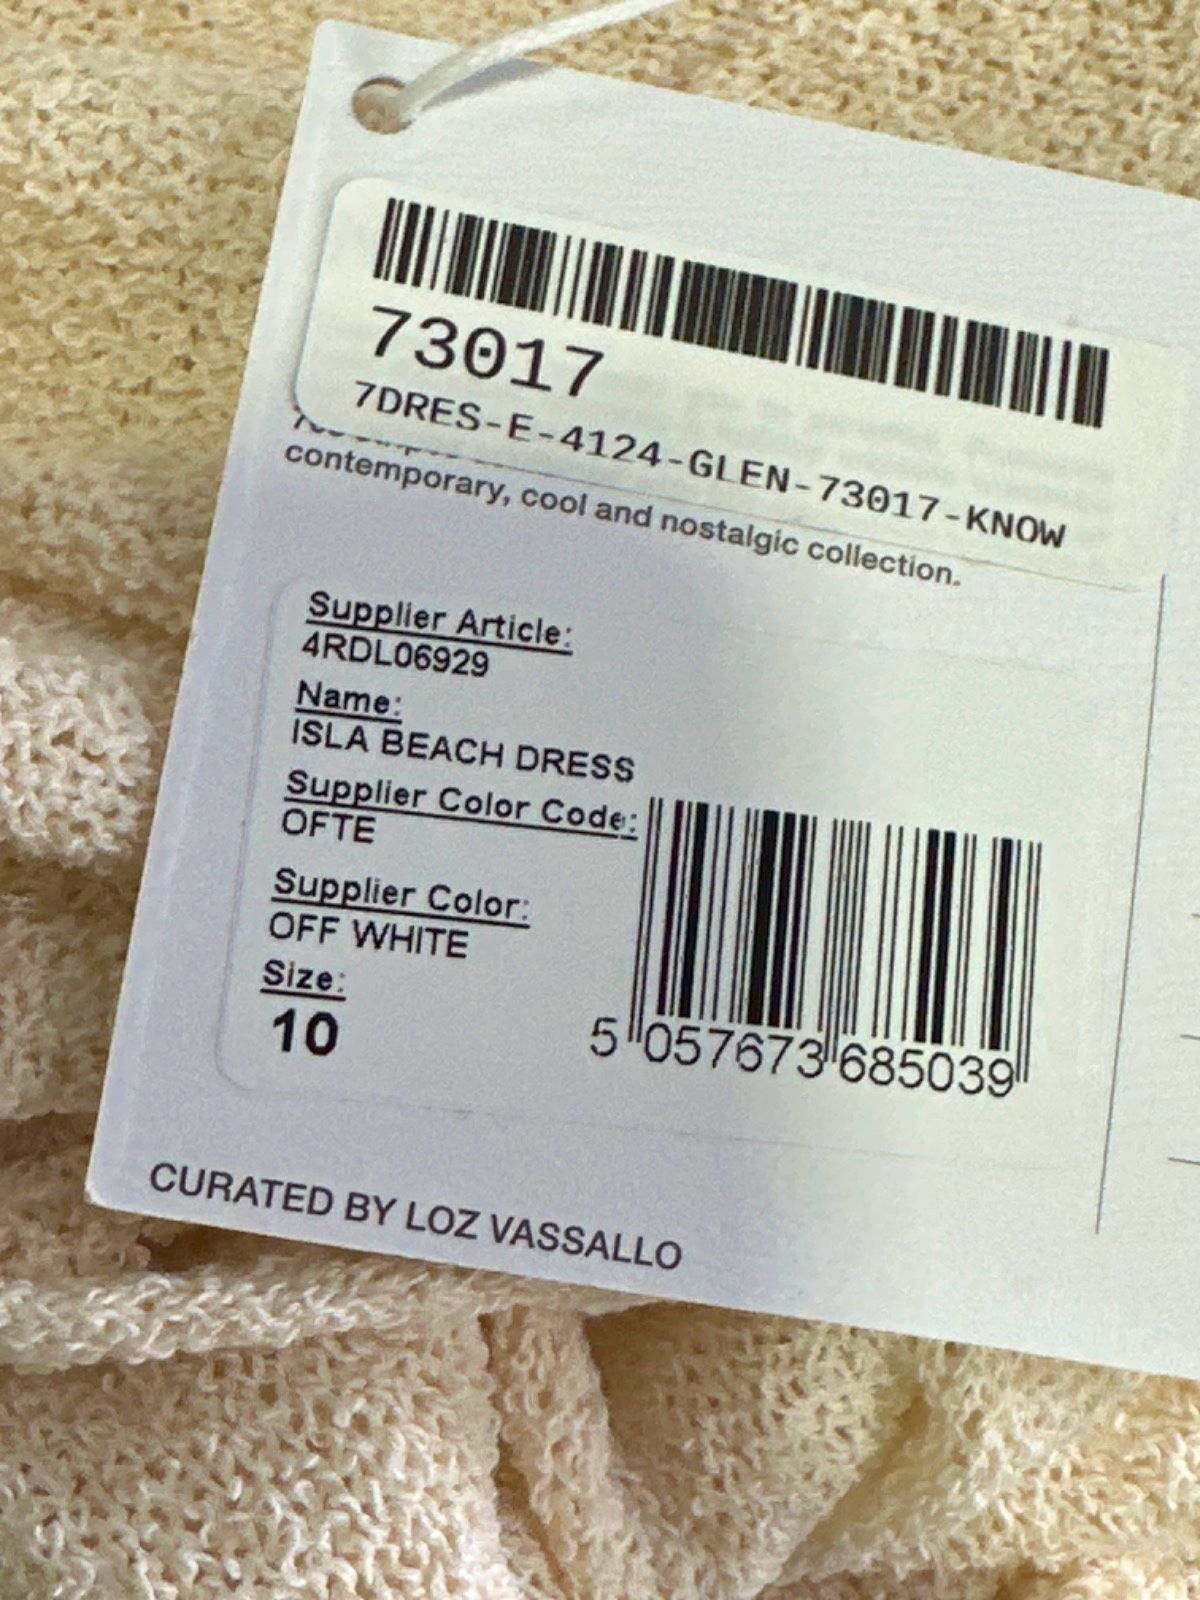 73017
7DRES-E-4124-GLEN-73017-KNOW
contemporary, cool and nostalgic collection.
Supplier Article:
4RDL06929
Name:
ISLA BEACH DRESS
Supplier Color Code:
OFTE
Supplier Color:
OFF WHITE
Size:
10
5 057673 685039
CURATED BY LOZ VASSALLO